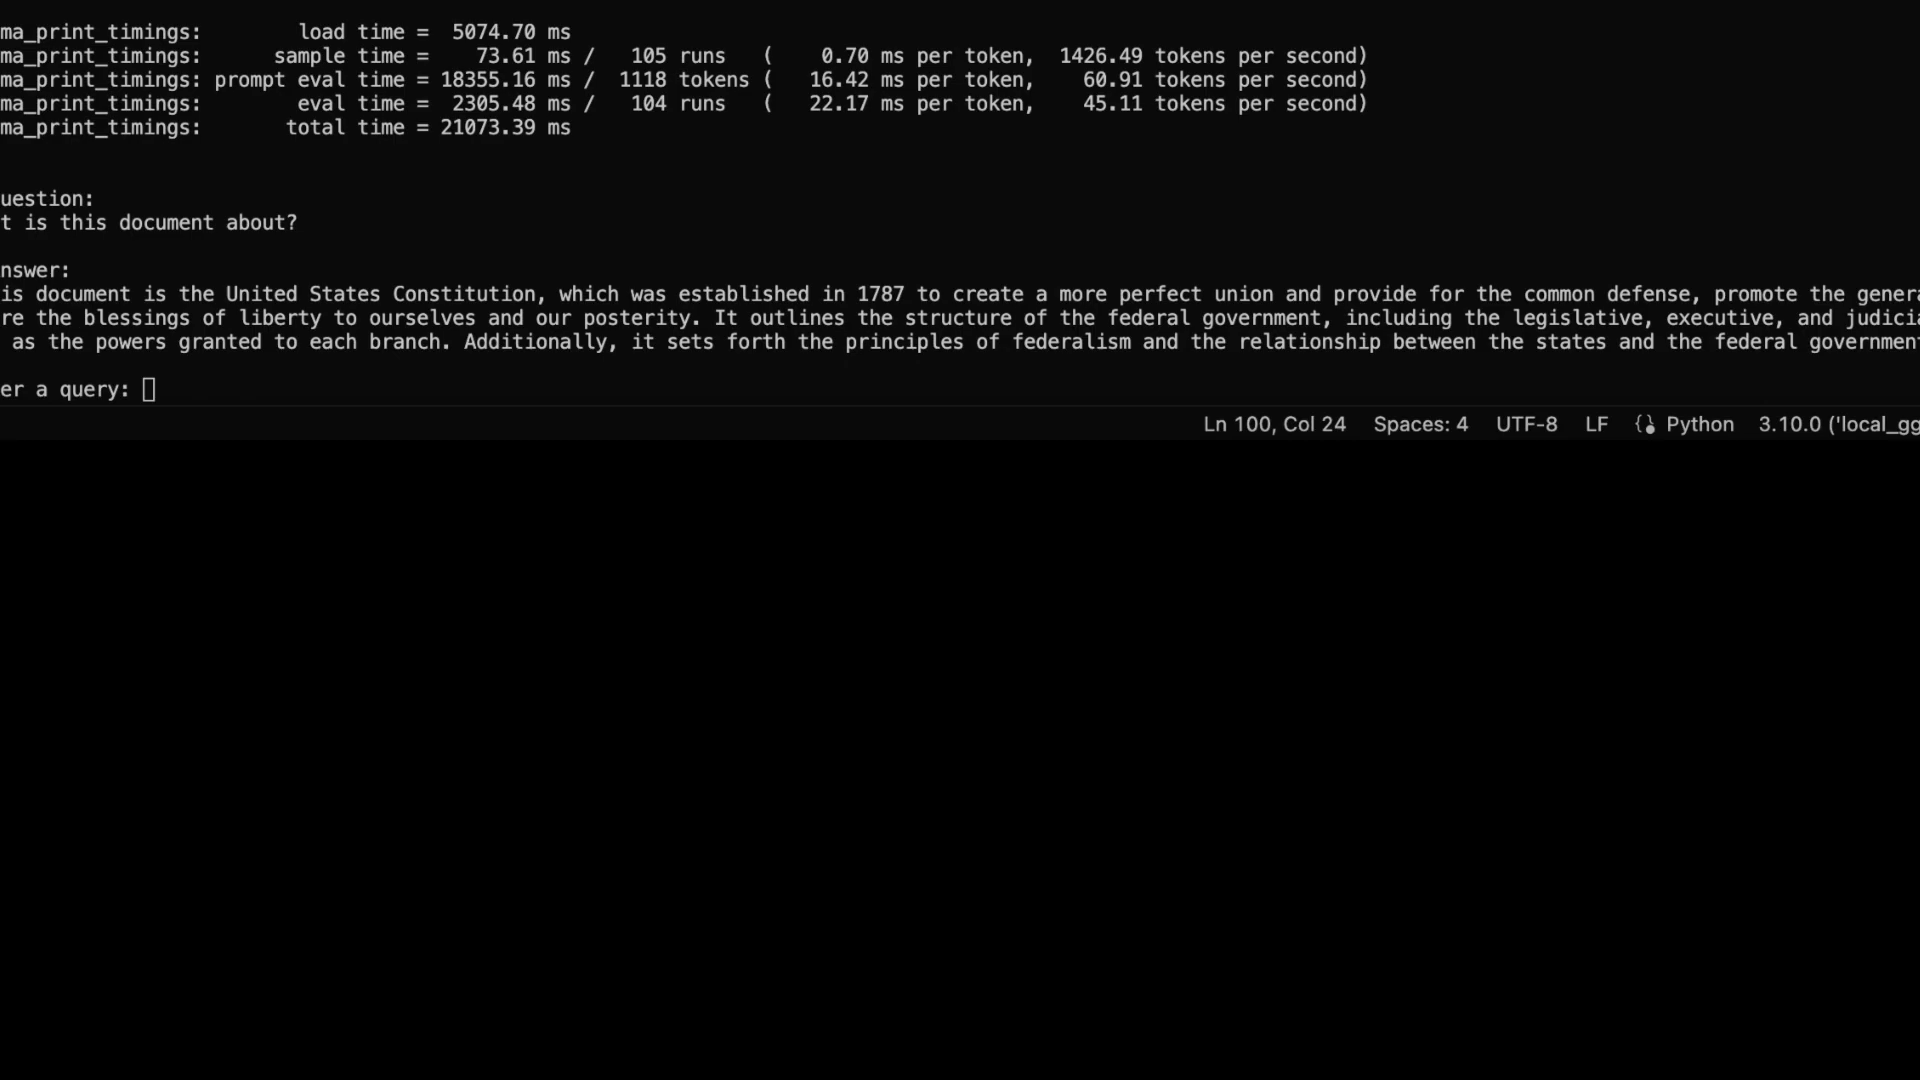 ma_print_timings:        load time =  5074.70 ms
ma_print_timings:      sample time =    73.61 ms /   105 runs   (    0.70 ms per token,  1426.49 tokens per second)
ma_print_timings: prompt eval time = 18355.16 ms /  1118 tokens (   16.42 ms per token,    60.91 tokens per second)
ma_print_timings:        eval time =  2305.48 ms /   104 runs   (   22.17 ms per token,    45.11 tokens per second)
ma_print_timings:       total time = 21073.39 ms
uestion:
t is this document about?
nswer:
is document is the United States Constitution, which was established in 1787 to create a more perfect union and provide for the common defense, promote the genera
re the blessings of liberty to ourselves and our posterity. It outlines the structure of the federal government, including the legislative, executive, and judicia
as the powers granted to each branch. Additionally, it sets forth the principles of federalism and the relationship between the states and the federal government
er a query:
Ln 100, Col 24 Spaces: 4 UTF-8 LF Python 3.10.0 ('local_gg